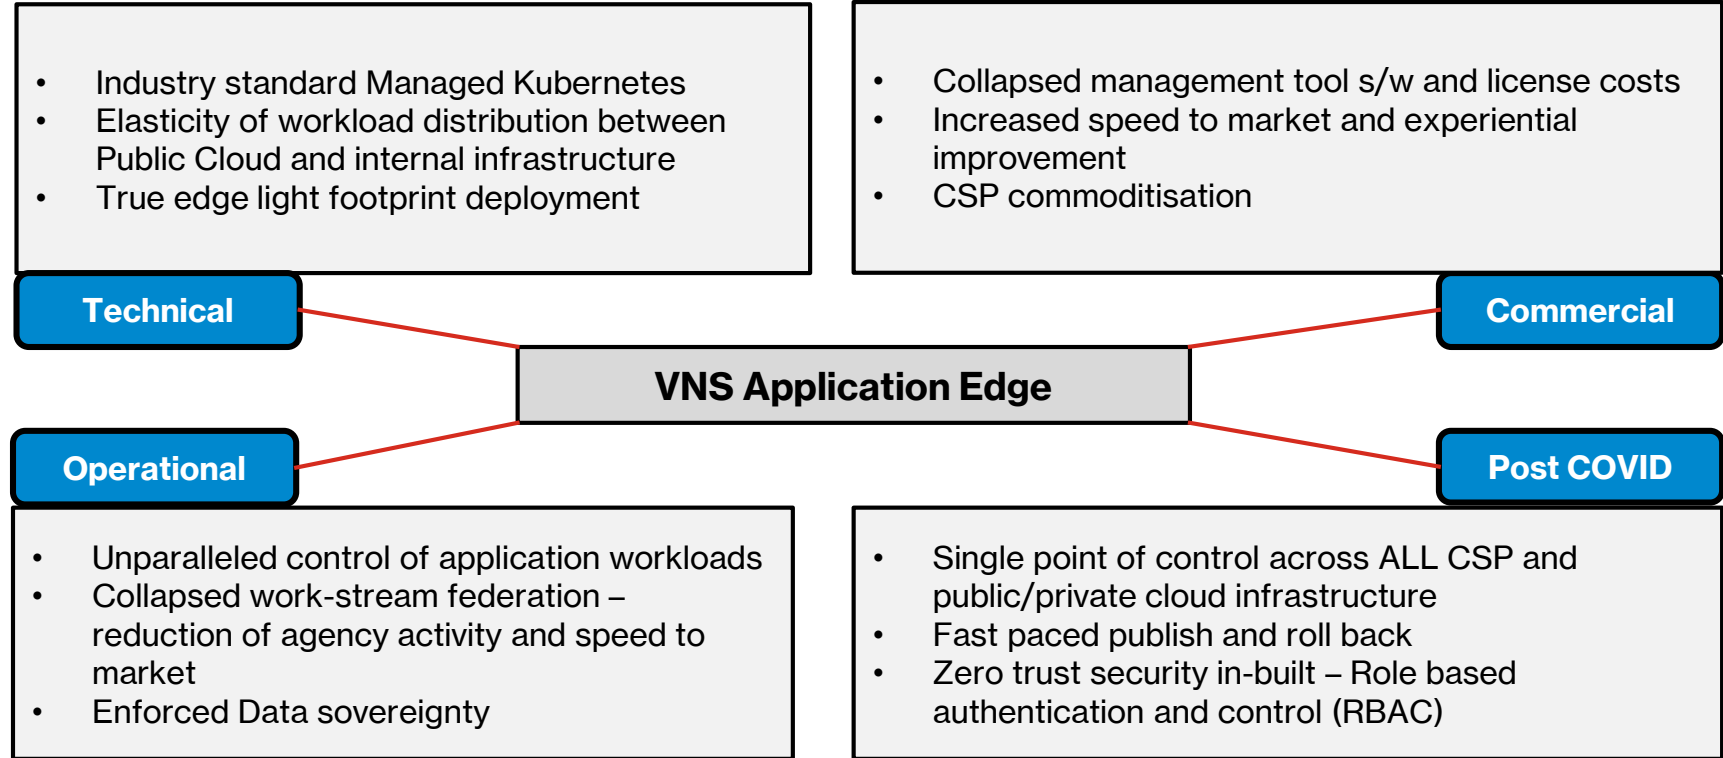 • Industry standard Managed Kubernetes
• Elasticity of workload distribution between
Public Cloud and internal infrastructure
• True edge light footprint deployment
• Collapsed management tool s/w and license costs
• Increased speed to market and experiential
improvement
• CSP commoditisation
Technical
Commercial
VNS Application Edge
Operational
Post COVID
• Unparalleled control of application workloads
• Collapsed work-stream federation –
reduction of agency activity and speed to
market
• Enforced Data sovereignty
• Single point of control across ALL CSP and
public/private cloud infrastructure
• Fast paced publish and roll back
• Zero trust security in-built – Role based
authentication and control (RBAC)